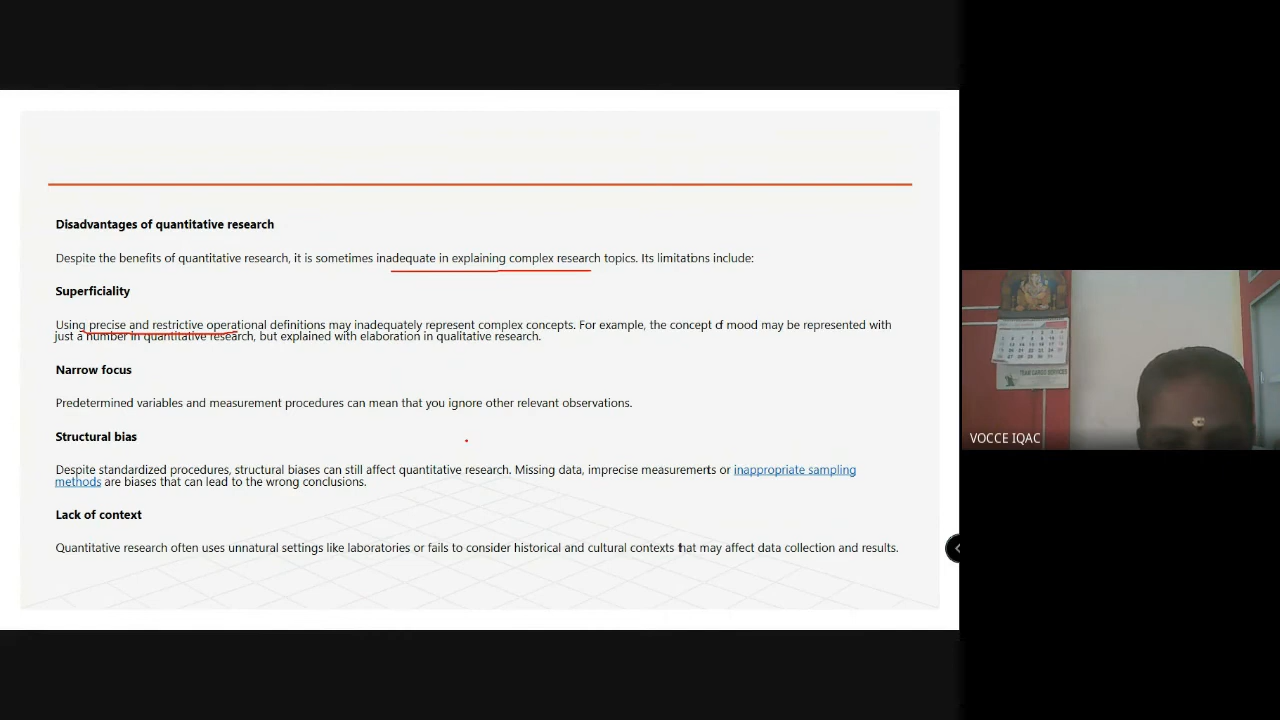 Disadvantages of quantitative research
Despite the benefits of quantitative research, it is sometimes inadequate in explaining complex research topics. Its limitations include:
Superficiality
Using precise and restrictive operational definitions may inadequately represent complex concepts. For example, the concept of mood may be represented with
just a number in quantitative research, but explained with elaboration in qualitative research.
Narrow focus
Predetermined variables and measurement procedures can mean that you ignore other relevant observations.
Structural bias
Despite standardized procedures, structural biases can still affect quantitative research. Missing data, imprecise measurements or inappropriate sampling
methods are biases that can lead to the wrong conclusions.
Lack of context
Quantitative research often uses unnatural settings like laboratories or fails to consider historical and cultural contexts that may affect data collection and results.
VOCCE IQAC